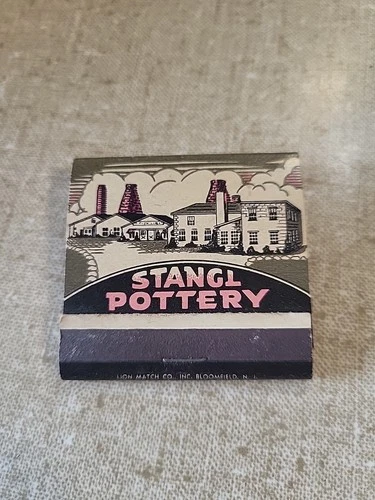 STANGL
POTTERY
LION MATCH CO., INC. BLOOMFIELD, N. J.